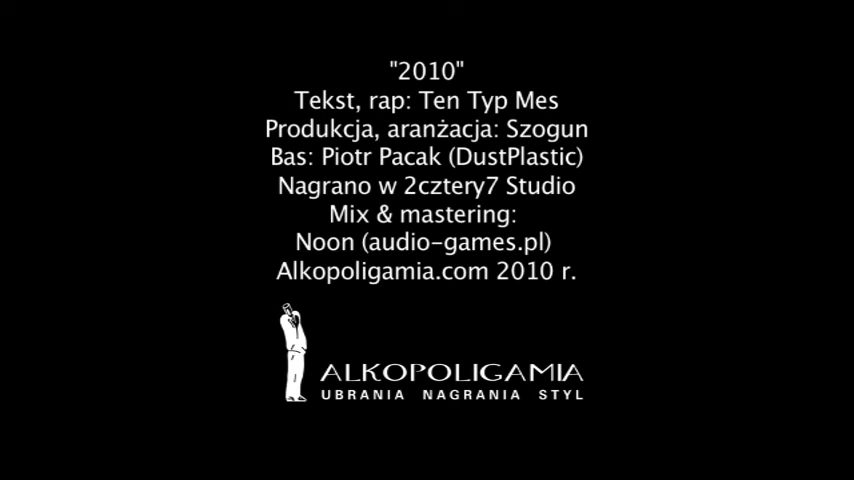 "2010"
Tekst, rap: Ten Typ Mes
Produkcja, aranżacja: Szogun
Bas: Piotr Pacak (DustPlastic)
Nagrano w 2cztery7 Studio
Mix & mastering:
Noon (audio-games.pl)
Alkopoligamia.com 2010 r.
ALKOPOLIGAMIA
UBRANIA NAGRANIA STYL